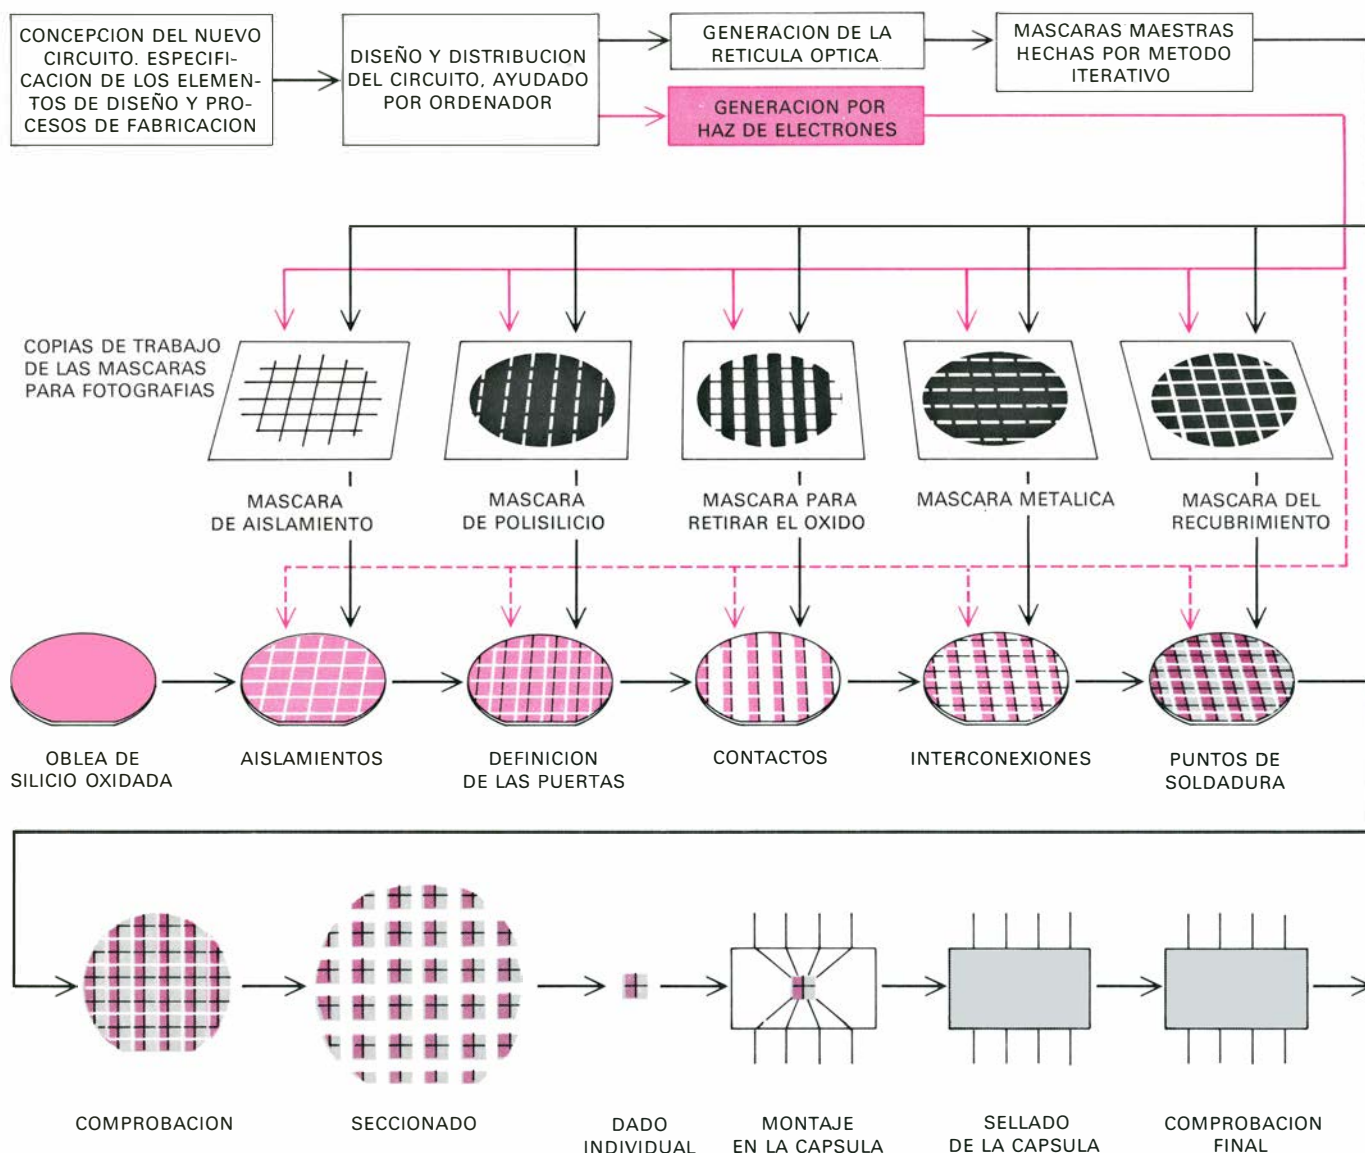 CONCEPCION DEL NUEVO
CIRCUITO. ESPECIFI-
CACION DE LOS ELEMEN-
TOS DE DISEÑO Y PRO-
CESOS DE FABRICACION
DISEÑO Y DISTRIBUCION
DEL CIRCUITO, AYUDADO
POR ORDENADOR
GENERACION DE LA
RETICULA OPTICA
MASCARAS MAESTRAS
HECHAS POR METODO
ITERATIVO
GENERACION POR
HAZ DE ELECTRONES
COPIAS DE TRABAJO
DE LAS MASCARAS
PARA FOTOGRAFIAS
MASCARA
DE AISLAMIENTO
MASCARA
DE POLISILICIO
MASCARA PARA
RETIRAR EL OXIDO
MASCARA METALICA
MASCARA DEL
RECUBRIMIENTO
OBLEA DE
SILICIO OXIDADA
AISLAMIENTOS
DEFINICION
DE LAS PUERTAS
CONTACTOS
INTERCONEXIONES
PUNTOS DE
SOLDADURA
COMPROBACION
SECCIONADO
DADO
INDIVIDUAL
MONTAJE
EN LA CAPSULA
SELLADO
DE LA CAPSULA
COMPROBACION
FINAL